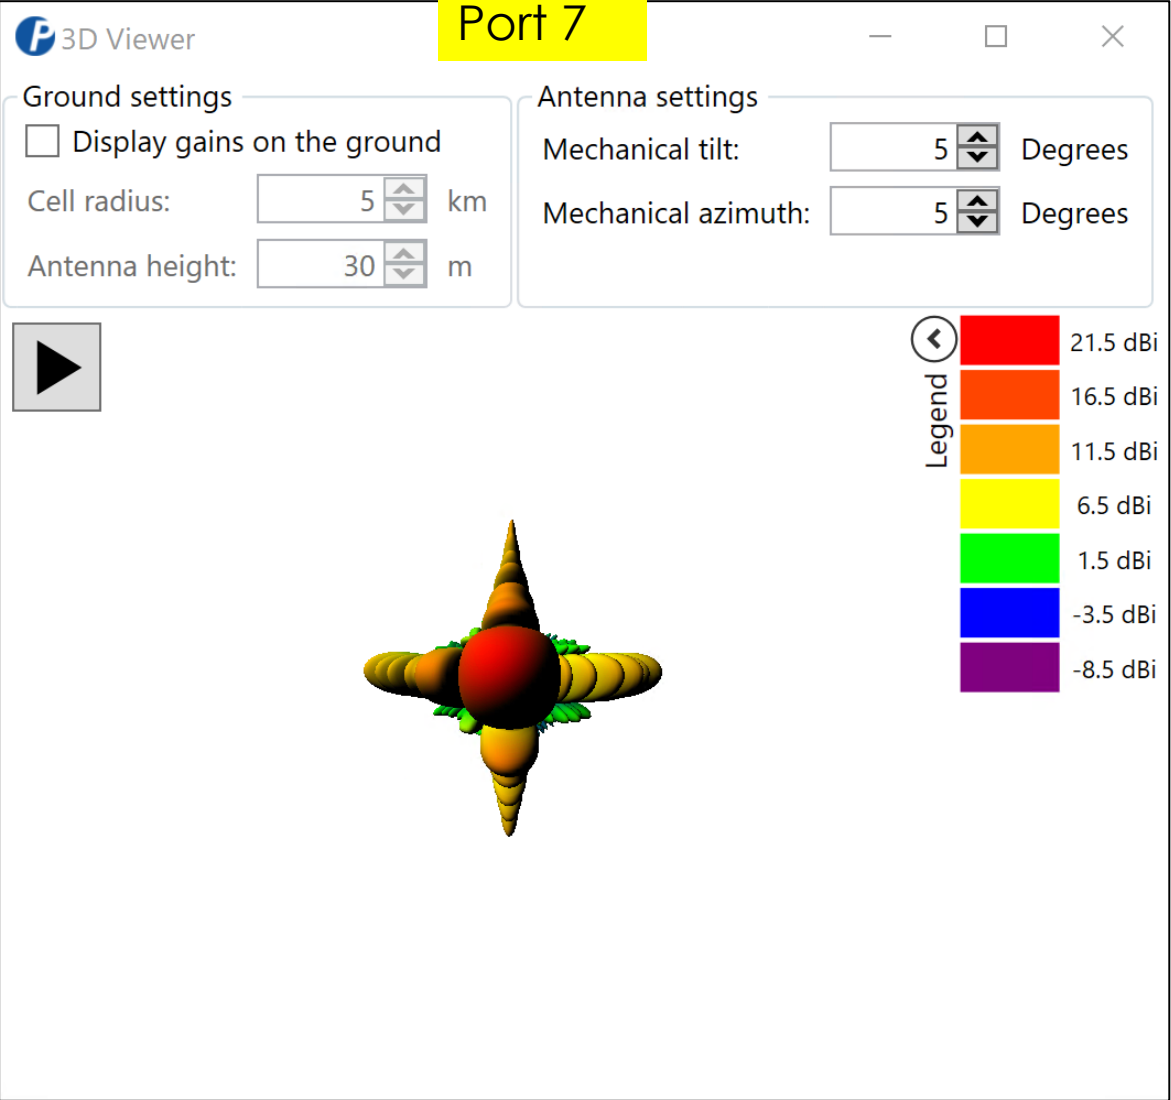 Port 7
3D Viewer
Ground settings
Display gains on the ground
Cell radius: 5 km
Antenna height: 30 m
Antenna settings
Mechanical tilt: 5 Degrees
Mechanical azimuth: 5 Degrees
Legend
21.5 dBi
16.5 dBi
11.5 dBi
6.5 dBi
1.5 dBi
-3.5 dBi
-8.5 dBi